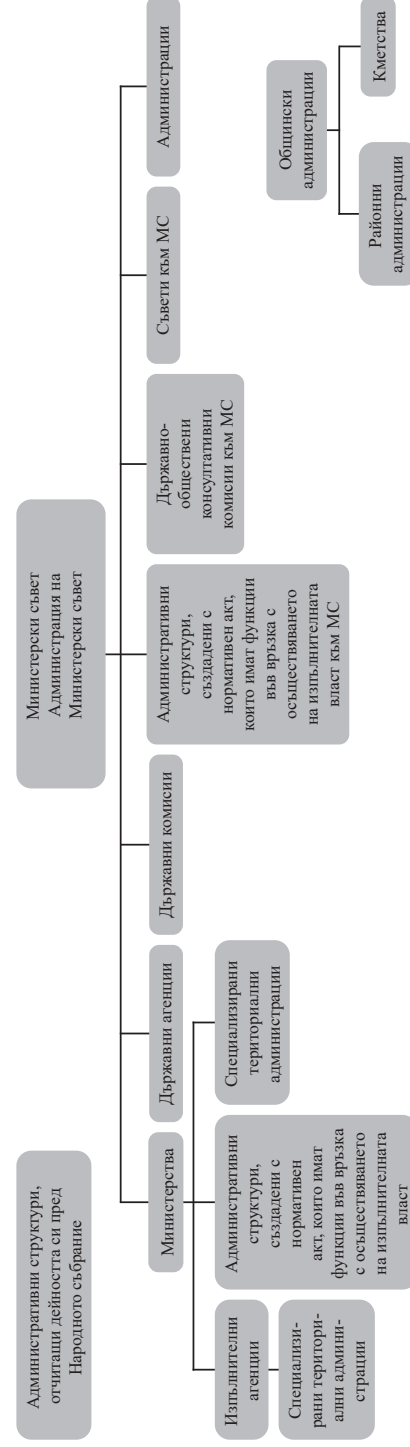 Административни структури,
отчитащи дейността си пред
Народното събрание
Министерски съвет
Администрация на
Министерски съвет
Министерства
Държавни агенции
Държавни комисии
Административни
структури,
създадени с
нормативен акт,
които имат функции
във връзка с
осъществяването
на изпълнителната
власт към МС
Държавно-
обществени
консултативни
комисии към МС
Съвети към МС
Администрации
Изпълнителни
агенции
Специализи-
рани територи-
ални админи-
страции
Административни
структури,
създадени с
нормативен
акт, които имат
функции във връзка
с осъществяването
на изпълнителната
власт
Специализирани
териториални
администрации
Общински
администрации
Районни
администрации
Кметства